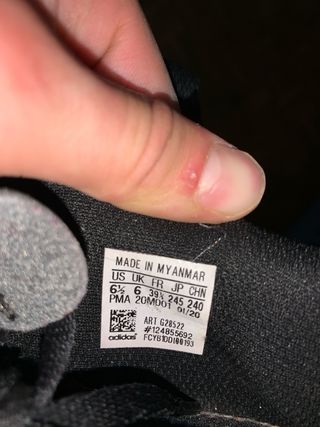 MADE IN MYANMAR
US UK FR JP CHN
6½ 6 39⅓ 245 240
PMA 20M001 01/20
ART G28522
#124855692
adidas FCYB1DD100193